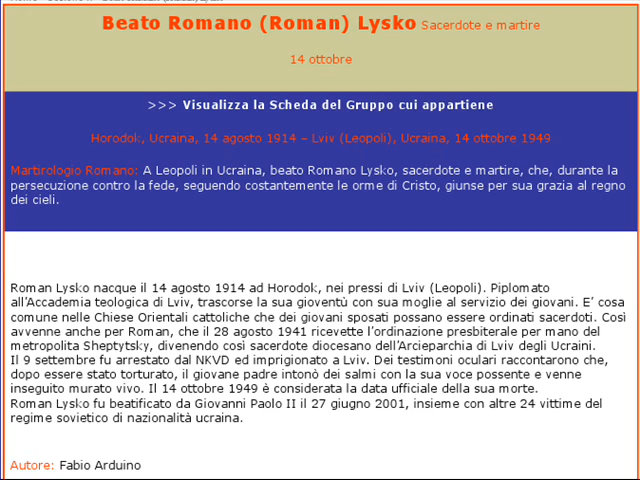 Beato Romano (Roman) Lysko Sacerdote e martire
14 ottobre
>>> Visualizza la Scheda del Gruppo cui appartiene
Horodok, Ucraina, 14 agosto 1914 – Lviv (Leopoli), Ucraina, 14 ottobre 1949
Martirologio Romano: A Leopoli in Ucraina, beato Romano Lysko, sacerdote e martire, che, durante la
persecuzione contro la fede, seguendo costantemente le orme di Cristo, giunse per sua grazia al regno
dei cieli.
Roman Lysko nacque il 14 agosto 1914 ad Horodok, nei pressi di Lviv (Leopoli). Piplomato
all'Accademia teologica di Lviv, trascorse la sua gioventù con sua moglie al servizio dei giovani. E' cosa
comune nelle Chiese Orientali cattoliche che dei giovani sposati possano essere ordinati sacerdoti. Così
avvenne anche per Roman, che il 28 agosto 1941 ricevette l'ordinazione presbiterale per mano del
metropolita Sheptytsky, divenendo così sacerdote diocesano dell'Arcieparchia di Lviv degli Ucraini.
Il 9 settembre fu arrestato dal NKVD ed imprigionato a Lviv. Dei testimoni oculari raccontarono che,
dopo essere stato torturato, il giovane padre intonò dei salmi con la sua voce possente e venne
inseguito murato vivo. Il 14 ottobre 1949 è considerata la data ufficiale della sua morte.
Roman Lysko fu beatificato da Giovanni Paolo II il 27 giugno 2001, insieme con altre 24 vittime del
regime sovietico di nazionalità ucraina.
Autore: Fabio Arduino